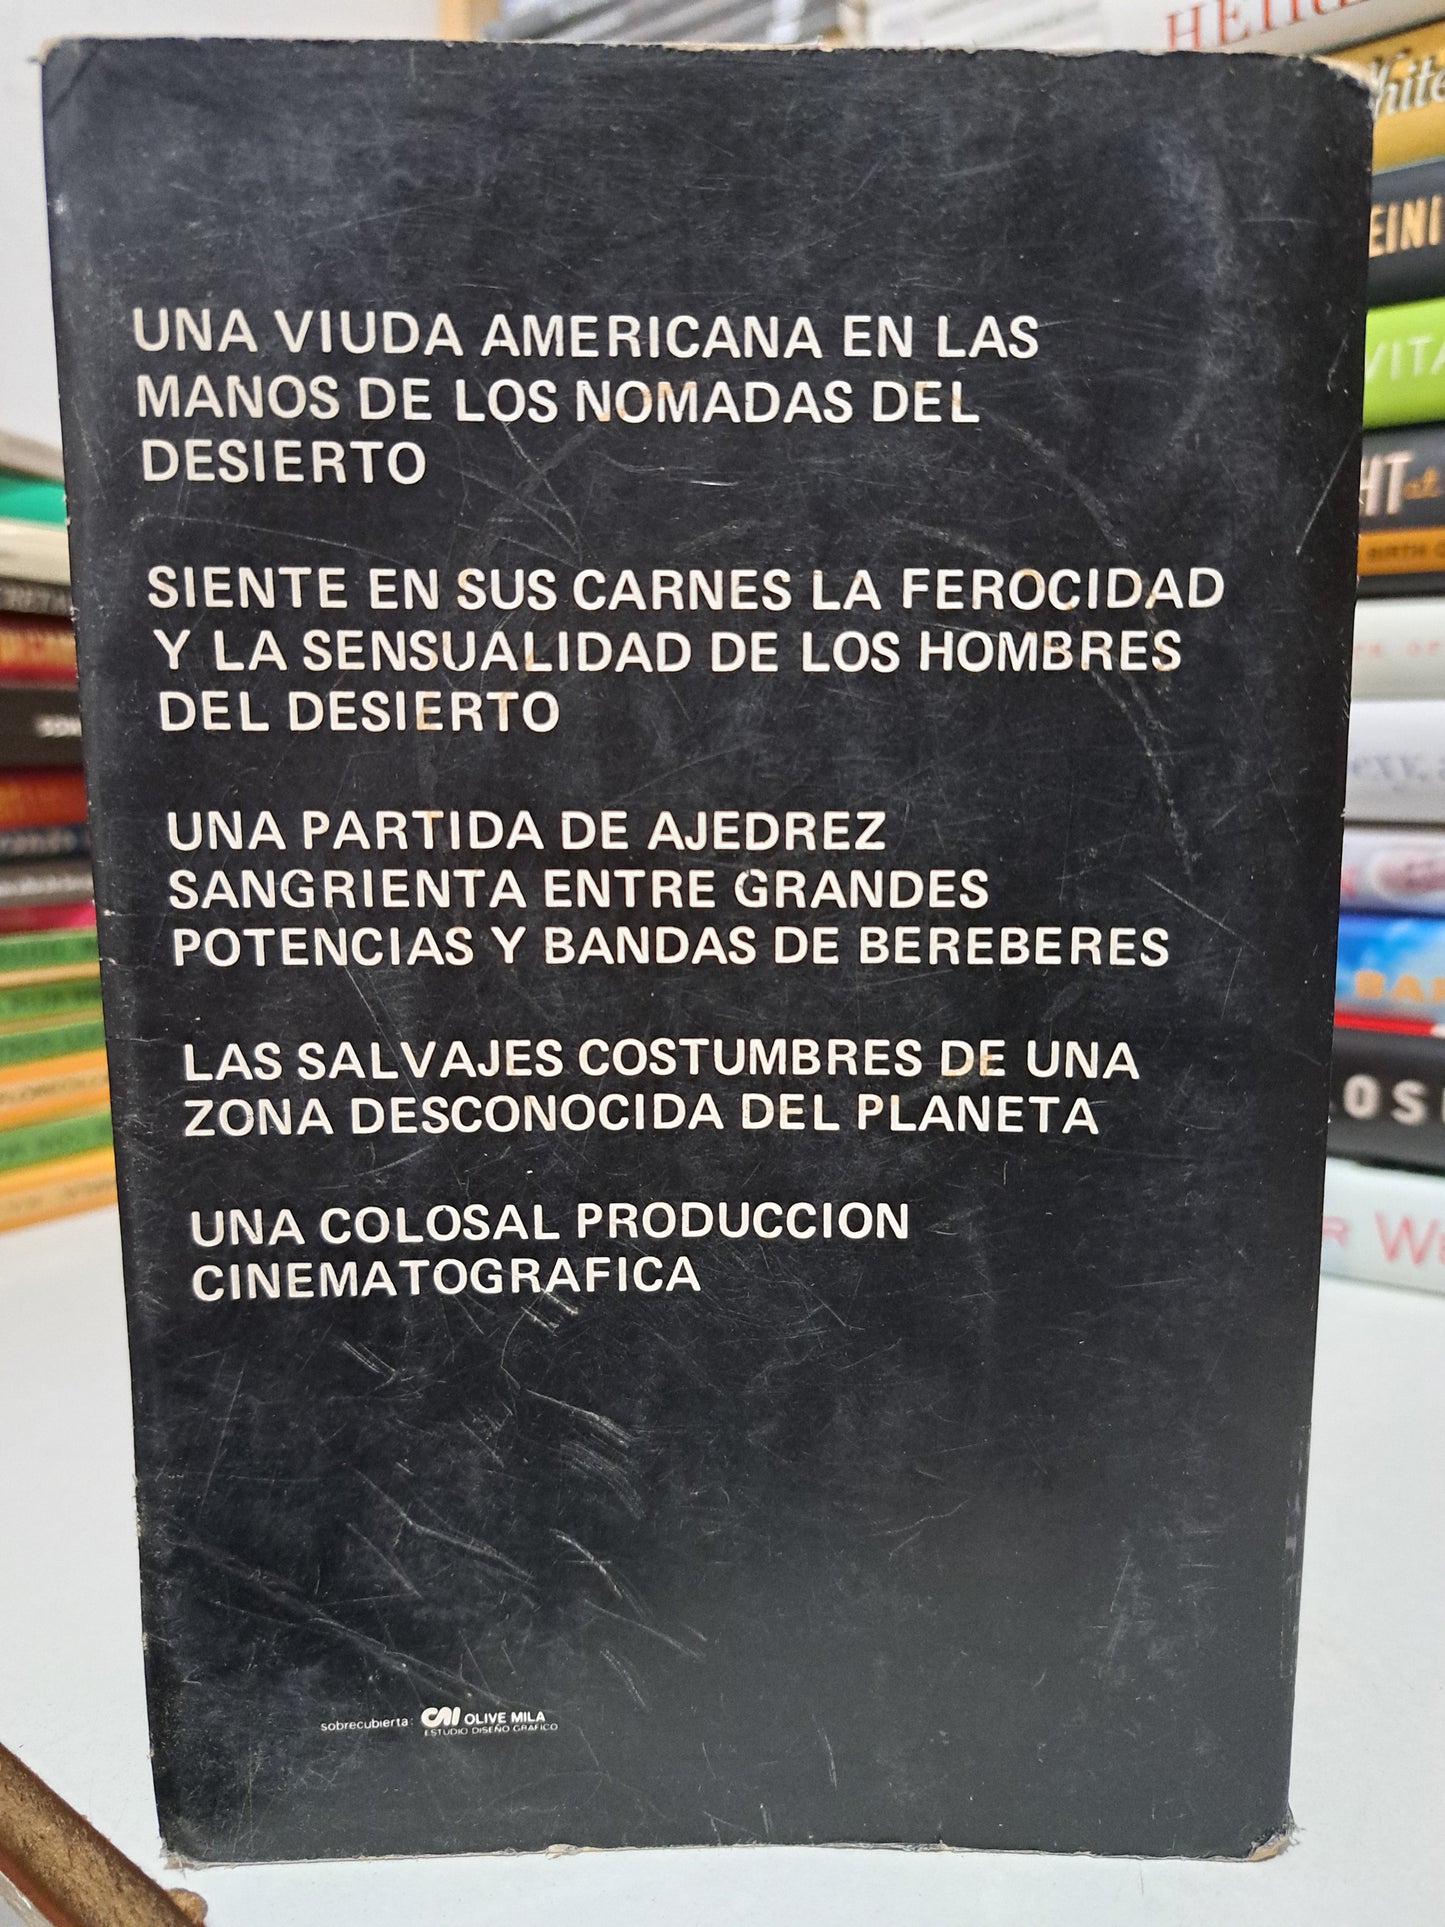 UNA VIUDA AMERICANA EN LAS
MANOS DE LOS NOMADAS DEL
DESIERTO
SIENTE EN SUS CARNES LA FEROCIDAD
Y LA SENSUALIDAD DE LOS HOMBRES
DEL DESIERTO
UNA PARTIDA DE AJEDREZ
SANGRIENTA ENTRE GRANDES
POTENCIAS Y BANDAS DE BEREBERES
LAS SALVAJES COSTUMBRES DE UNA
ZONA DESCONOCIDA DEL PLANETA
UNA COLOSAL PRODUCCION
CINEMATOGRAFICA
sobrecubierta: OLIVE MILA
ESTUDIO DISEÑO GRAFICO